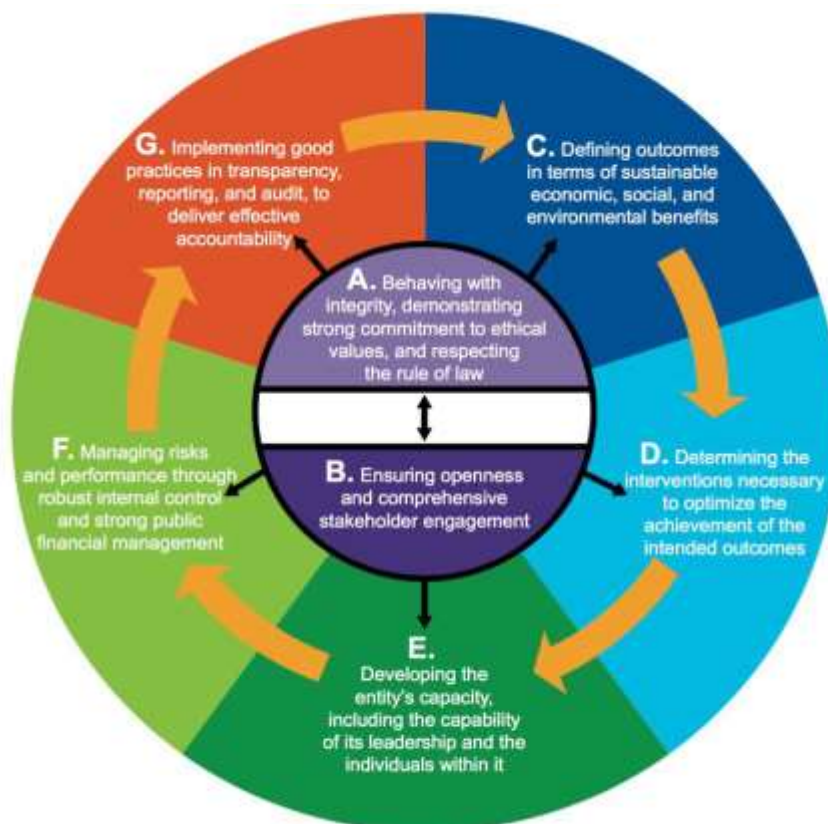 G. Implementing good
practices in transparency,
reporting, and audit, to
deliver effective
accountability
C. Defining outcomes
in terms of sustainable
economic, social, and
environmental benefits
A. Behaving with
integrity, demonstrating
strong commitment to ethical
values, and respecting
the rule of law
F. Managing risks
and performance through
robust internal control
and strong public
financial management
B. Ensuring openness
and comprehensive
stakeholder engagement
D. Determining the
interventions necessary
to optimize the
achievement of the
intended outcomes
E.
Developing the
entity's capacity,
including the capability
of its leadership and the
individuals within it